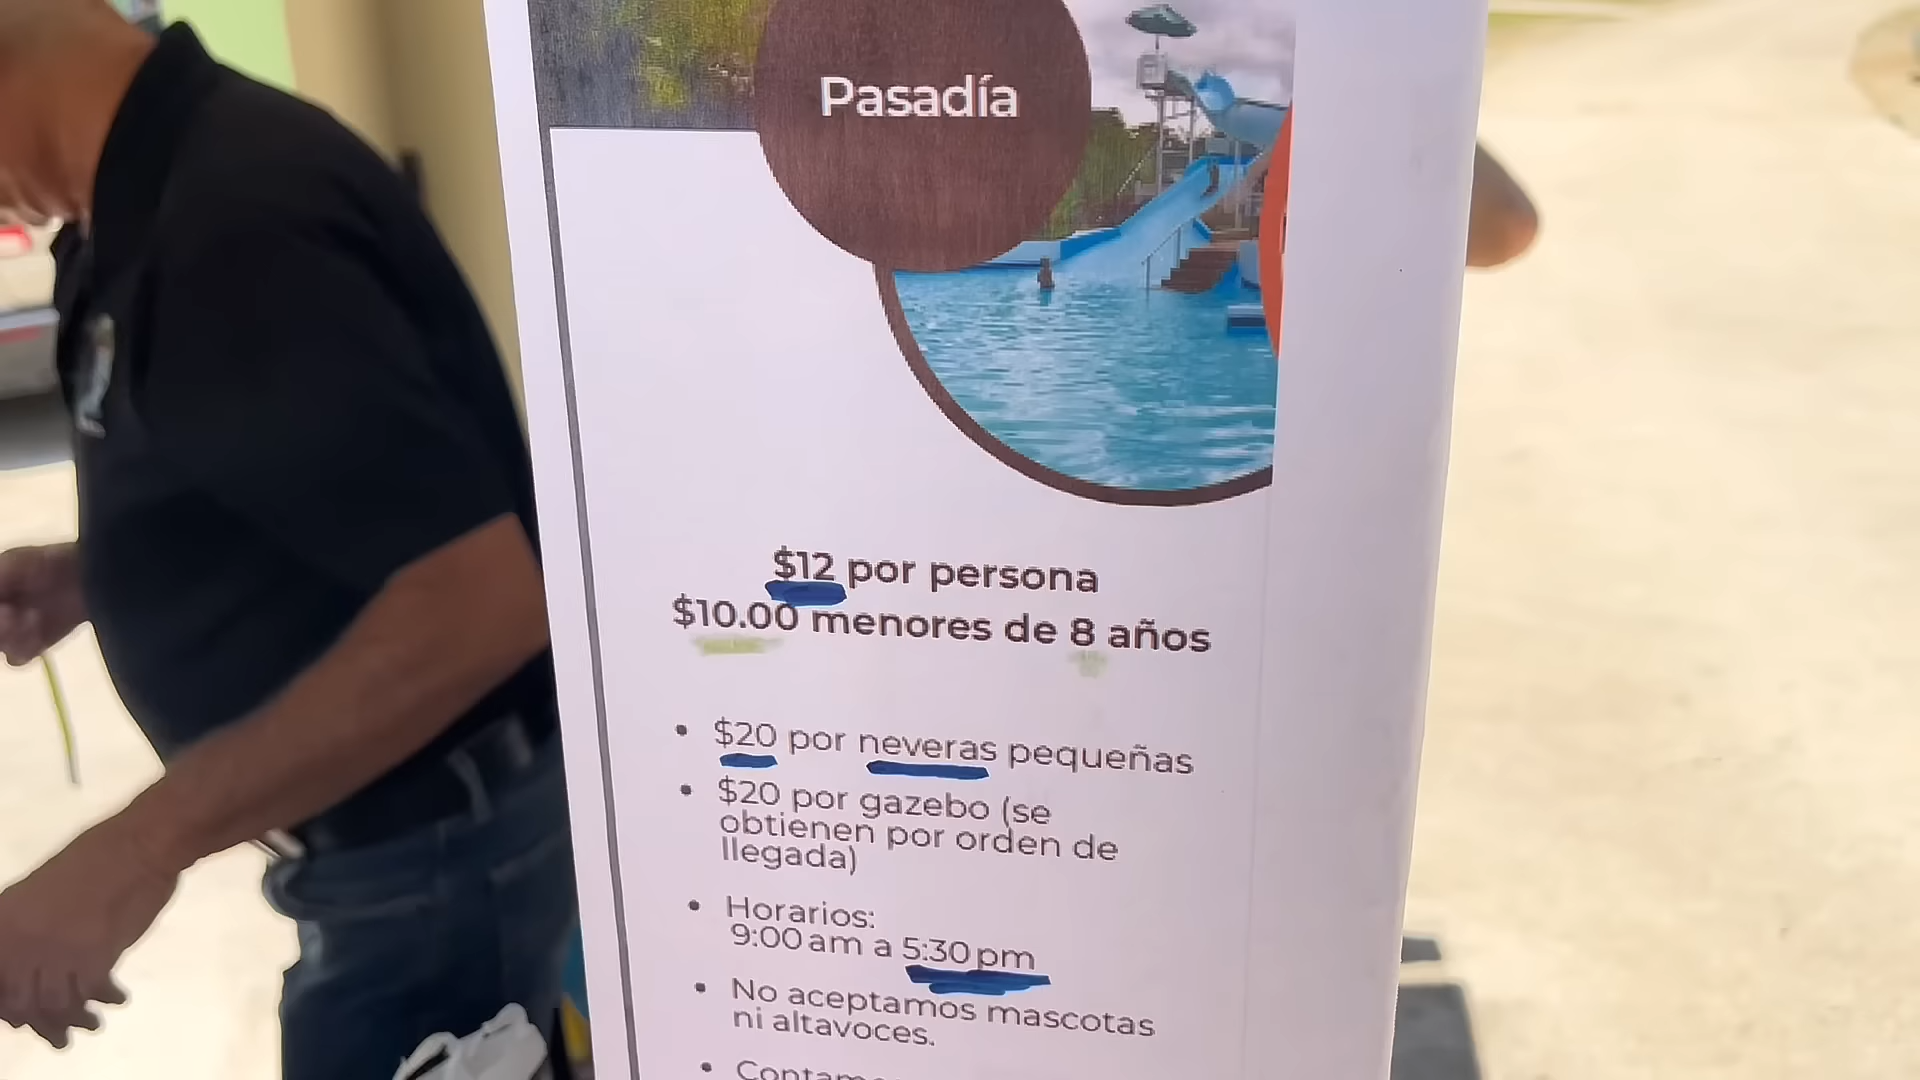 Pasadía
$12 por persona
$10.00 menores de 8 años
• $20 por neveras pequeñas
• $20 por gazebo (se
obtienen por orden de
llegada)
• Horarios:
9:00 am a 5:30 pm
• No aceptamos mascotas
ni altavoces.